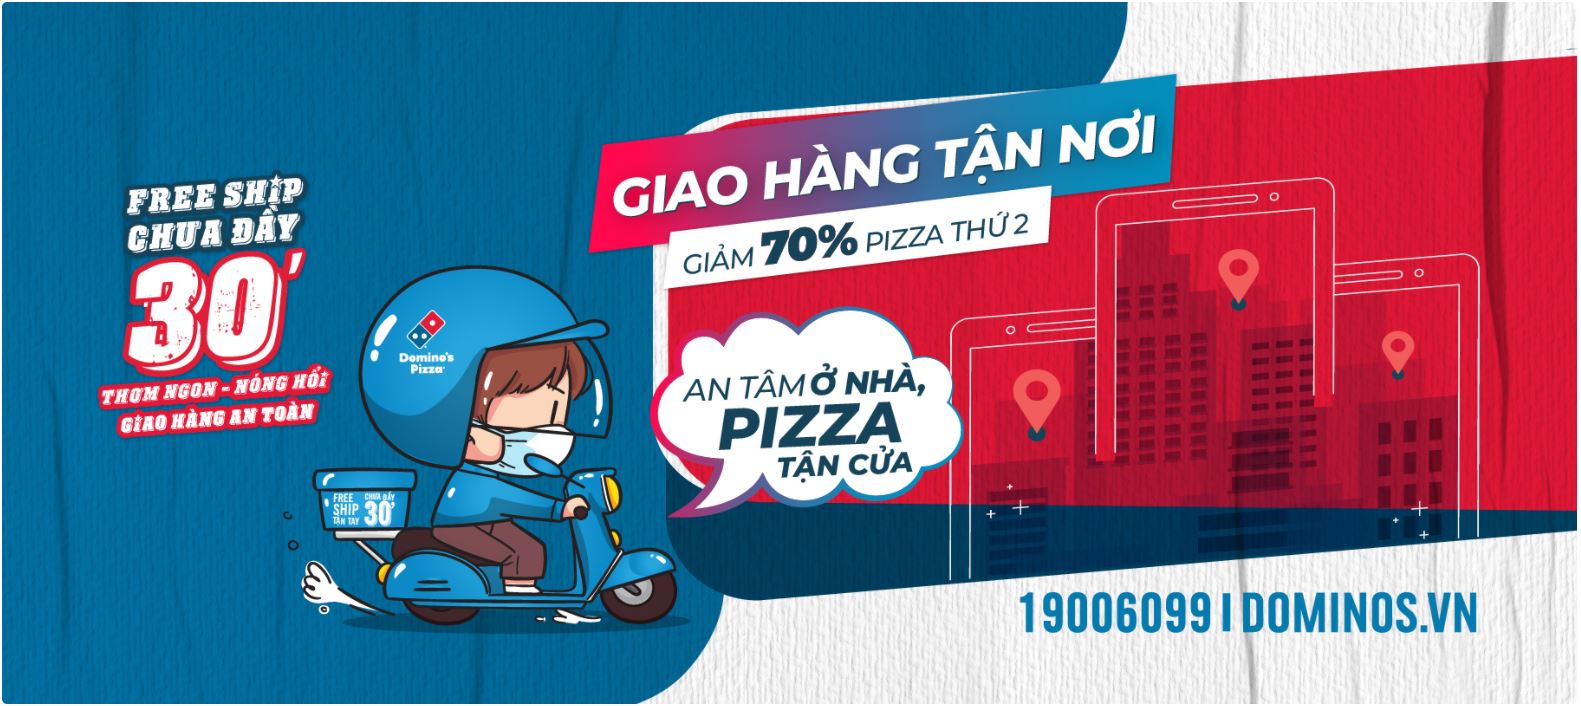 FREE SHIP
CHƯA ĐẦY
30'
THƠM NGON - NÓNG HỔI
GIAO HÀNG AN TOÀN
Domino's
Pizza
FREE
SHIP
TẬN TAY
CHƯA ĐẦY
30'
GIAO HÀNG TẬN NƠI
GIẢM 70% PIZZA THỨ 2
AN TÂM Ở NHÀ,
PIZZA
TẬN CỬA
19006099 | DOMINOS.VN